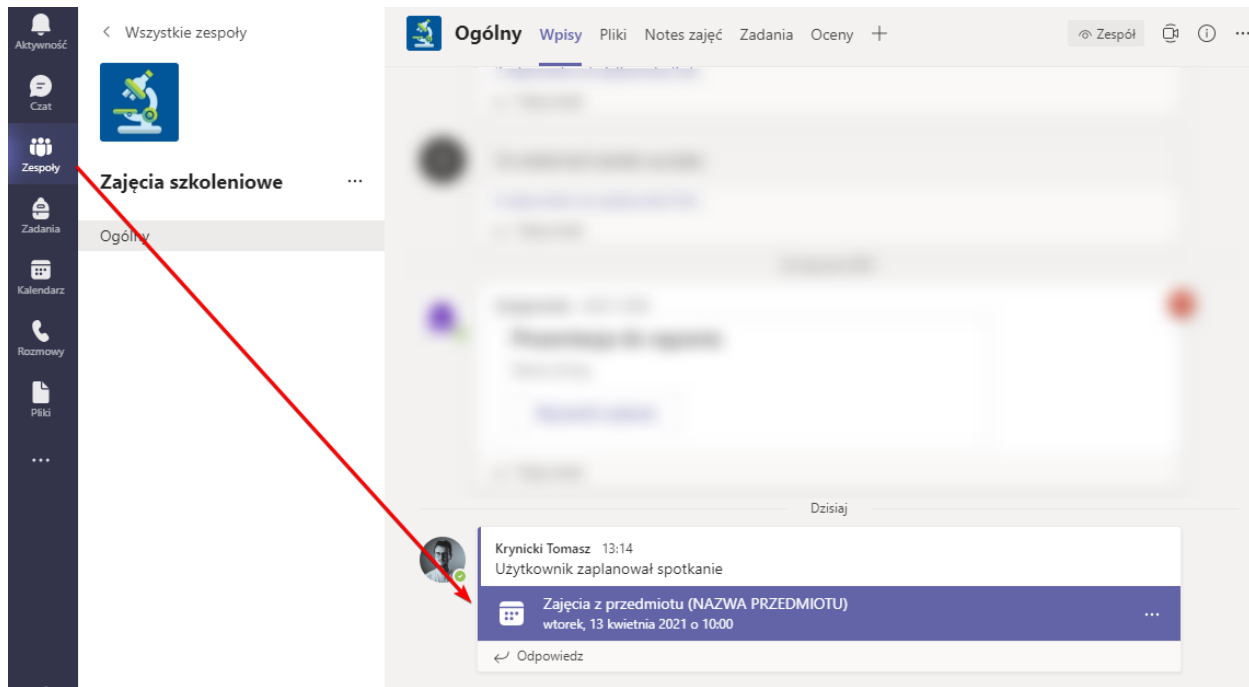 Aktywność
Czat
Zespoły
Zadania
Kalendarz
Rozmowy
Pliki
Wszystkie zespoły
Zajęcia szkoleniowe
Ogólny
Ogólny Wpisy Pliki Notes zajęć Zadania Oceny
Zespół
Dzisiaj
Krynicki Tomasz 13:14
Użytkownik zaplanował spotkanie
Zajęcia z przedmiotu (NAZWA PRZEDMIOTU)
wtorek, 13 kwietnia 2021 o 10:00
Odpowiedz